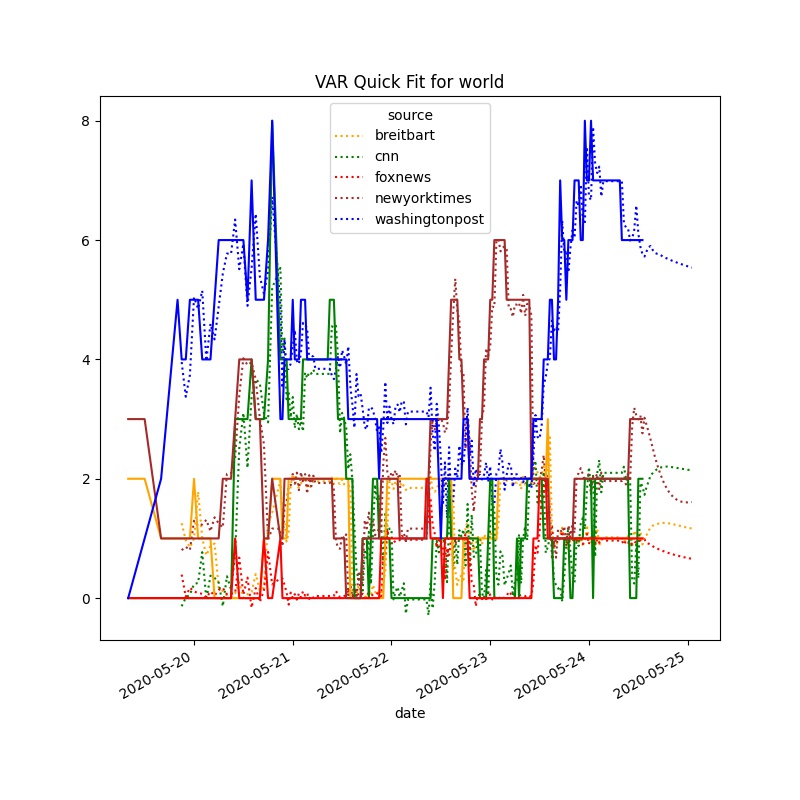 VAR Quick Fit for world
source
breitbart
cnn
foxnews
newyorktimes
washingtonpost
8
6
4
2
0
2020-05-20
2020-05-21
2020-05-22
2020-05-23
2020-05-24
2020-05-25
date